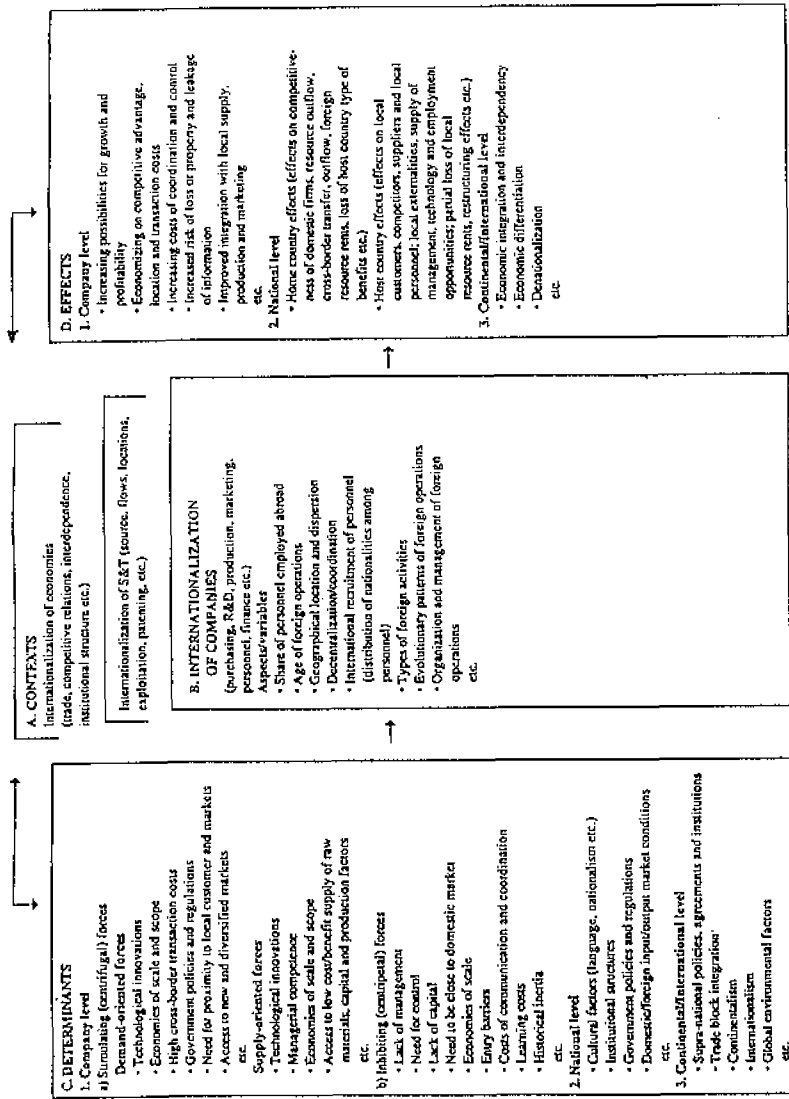 A. CONTEXTS
Internationalization of economies
(trade, competitive relations, interdependence,
institutional structure etc.)
Internationalization of S&T (source, flows, locations,
exploitation, patenting, etc.)
B. INTERNATIONALIZATION
OF COMPANIES
(purchasing, R&D, production, marketing,
personnel, finance etc.)
Aspects/variables
• Share of personnel employed abroad
• Age of foreign operations
• Geographical location and dispersion
• Decentralization/coordination
• International recruitment of personnel
(distribution of nationalities among
personnel)
• Types of foreign activities
• Evolutionary patterns of foreign operations
• Organization and management of foreign
operations
etc.
C. DETERMINANTS
1. Company level
a) Stimulating (centrifugal) forces
Demand-oriented forces
• Technological innovations
• Economies of scale and scope
• High cross-border transaction costs
• Government policies and regulations
• Need for proximity to local customer and markets
• Access to new and diversified markets
etc.
Supply-oriented forces
• Technological innovations
• Managerial competence
• Economies of scale and scope
• Access to low cost/benefit supply of raw
materials, capital and production factors
etc.
b) Inhibiting (centripetal) forces
• Lack of management
• Need for control
• Lack of capital
• Need to be close to domestic market
• Economies of scale
• Entry barriers
• Costs of communication and coordination
• Learning costs
• Historical inertia
etc.
2. National level
• Cultural factors (language, nationalism etc.)
• Institutional structures
• Government policies and regulations
• Domestic/foreign input/output market conditions
etc.
3. Continental/International level
• Supra-national policies, agreements and institutions
• Trade block integration
• Continentalism
• Internationalism
• Global environmental factors
etc.
D. EFFECTS
1. Company level
• Increasing possibilities for growth and
profitability
• Economizing on competitive advantage,
location and transaction costs
• Increasing costs of coordination and control
• Increased risk of loss or property and leakage
of information
• Improved integration with local supply,
production and marketing
etc.
2. National level
• Home country effects (effects on competitive-
ness of domestic firms, resource outflow,
cross-border transfer, outflow, foreign
resource rents, loss of host country type of
benefits etc.)
• Host country effects (effects on local
customers, competitors, suppliers and local
personnel; local externalities, supply of
management, technology and employment
opportunities; partial loss of local
resource rents, restructuring effects etc.)
3. Continental/International level
• Economic integration and interdependency
• Economic differentiation
• Denationalization
etc.